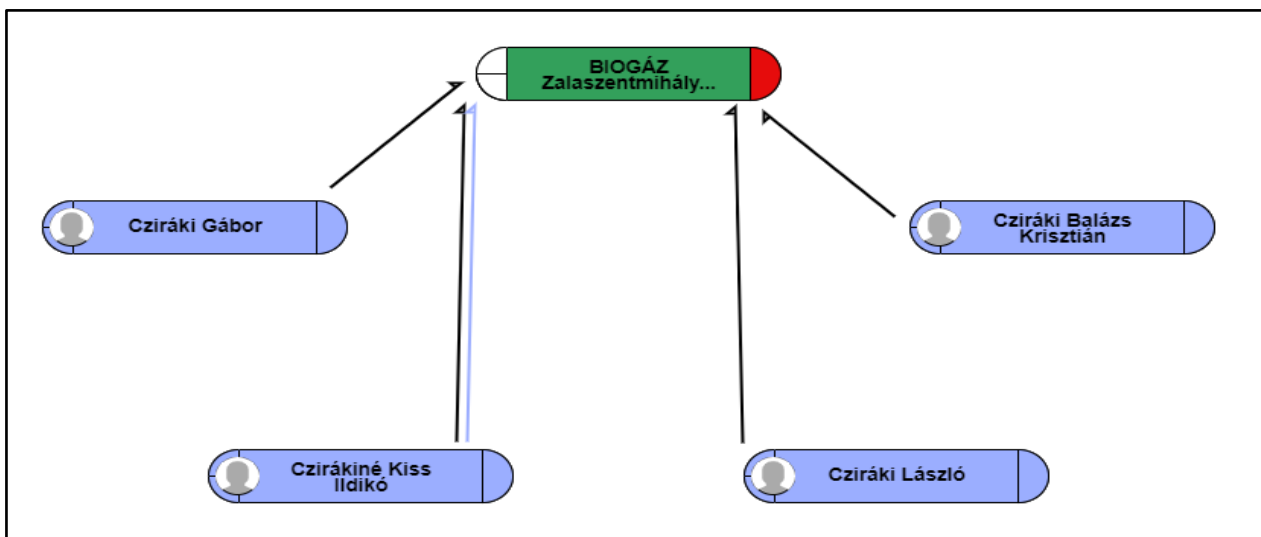 BIOGÁZ
Zalaszentmihály...
Cziráki Gábor
Cziráki Balázs
Krisztián
Czirákiné Kiss
Ildikó
Cziráki László